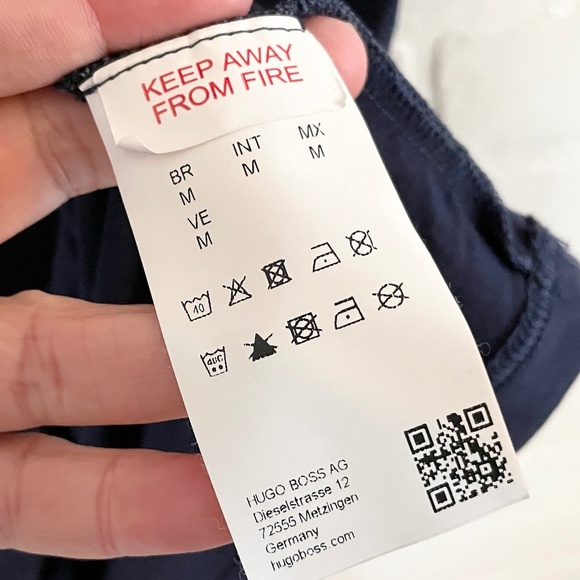 KEEP AWAY
FROM FIRE
BR INT MX
M M M
VE
M
40
HUGO BOSS AG
Dieselstrasse 12
72555 Metzingen
Germany
hugoboss.com